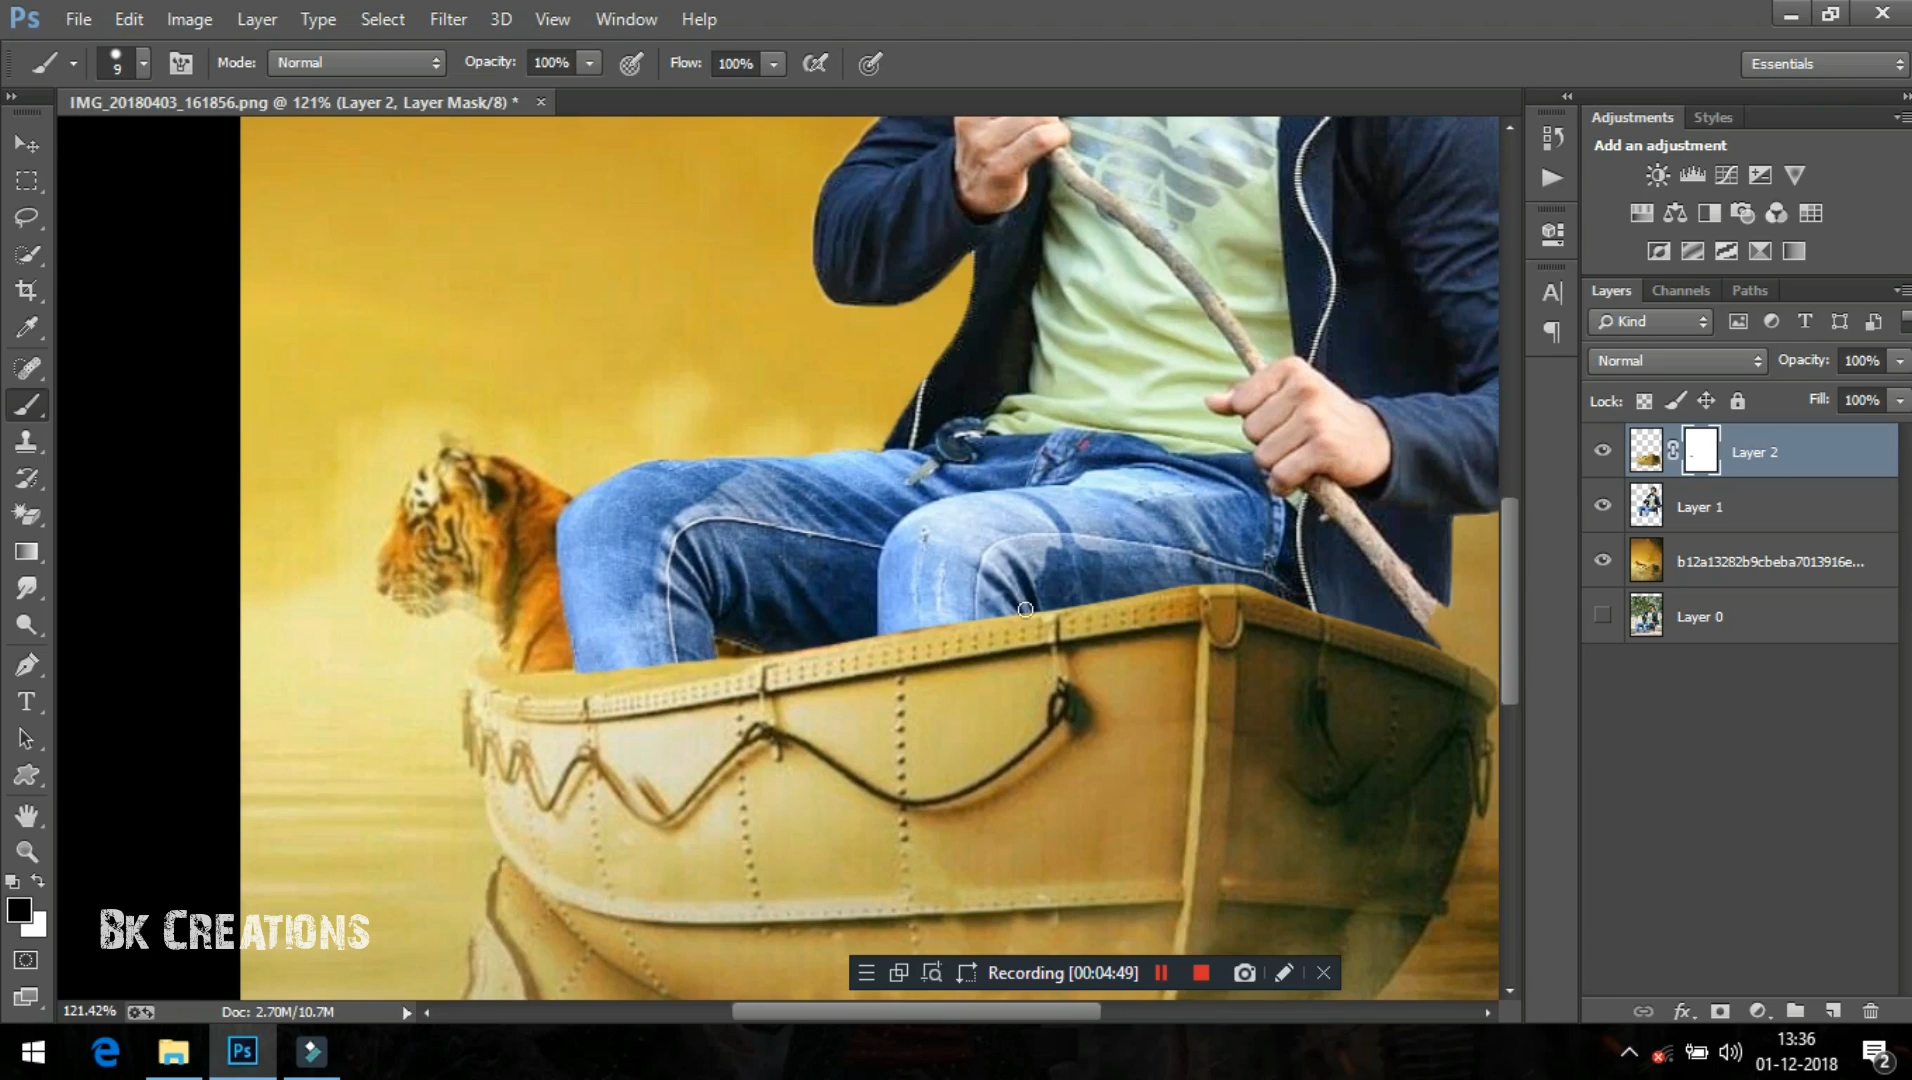 Ps File Edit Image Layer Type Select Filter 3D View Window Help
9 Mode: Normal Opacity: 100% Flow: 100% Essentials
IMG_20180403_161856.png @ 121% (Layer 2, Layer Mask/8) * ×
Adjustments Styles
Add an adjustment
Layers Channels Paths
Kind
Normal Opacity: 100%
Lock: Fill: 100%
Layer 2
Layer 1
b12a13282b9cbeba7013916e...
Layer 0
Bk Creations
Recording [00:04:49]
121.42% Doc: 2.70M/10.7M
Ps
13:36
01-12-2018
2